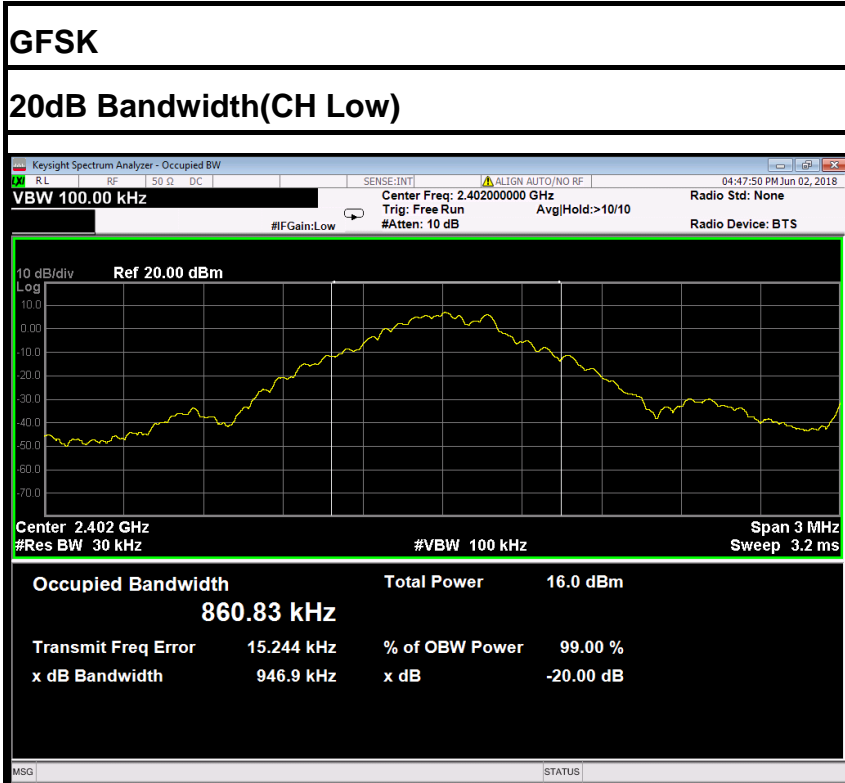 GFSK
20dB Bandwidth(CH Low)
Keysight Spectrum Analyzer - Occupied BW
LXI RL RF 50 Ω DC SENSE:INT ALIGN AUTO/NO RF 04:47:50 PM Jun 02, 2018
VBW 100.00 kHz Center Freq: 2.402000000 GHz Radio Std: None
Trig: Free Run Avg|Hold:>10/10
#IFGain:Low #Atten: 10 dB Radio Device: BTS
10 dB/div Ref 20.00 dBm
Log
10.0
0.00
-10.0
-20.0
-30.0
-40.0
-50.0
-60.0
-70.0
Center 2.402 GHz Span 3 MHz
#Res BW 30 kHz #VBW 100 kHz Sweep 3.2 ms
Occupied Bandwidth Total Power 16.0 dBm
860.83 kHz
Transmit Freq Error 15.244 kHz % of OBW Power 99.00 %
x dB Bandwidth 946.9 kHz x dB -20.00 dB
MSG STATUS